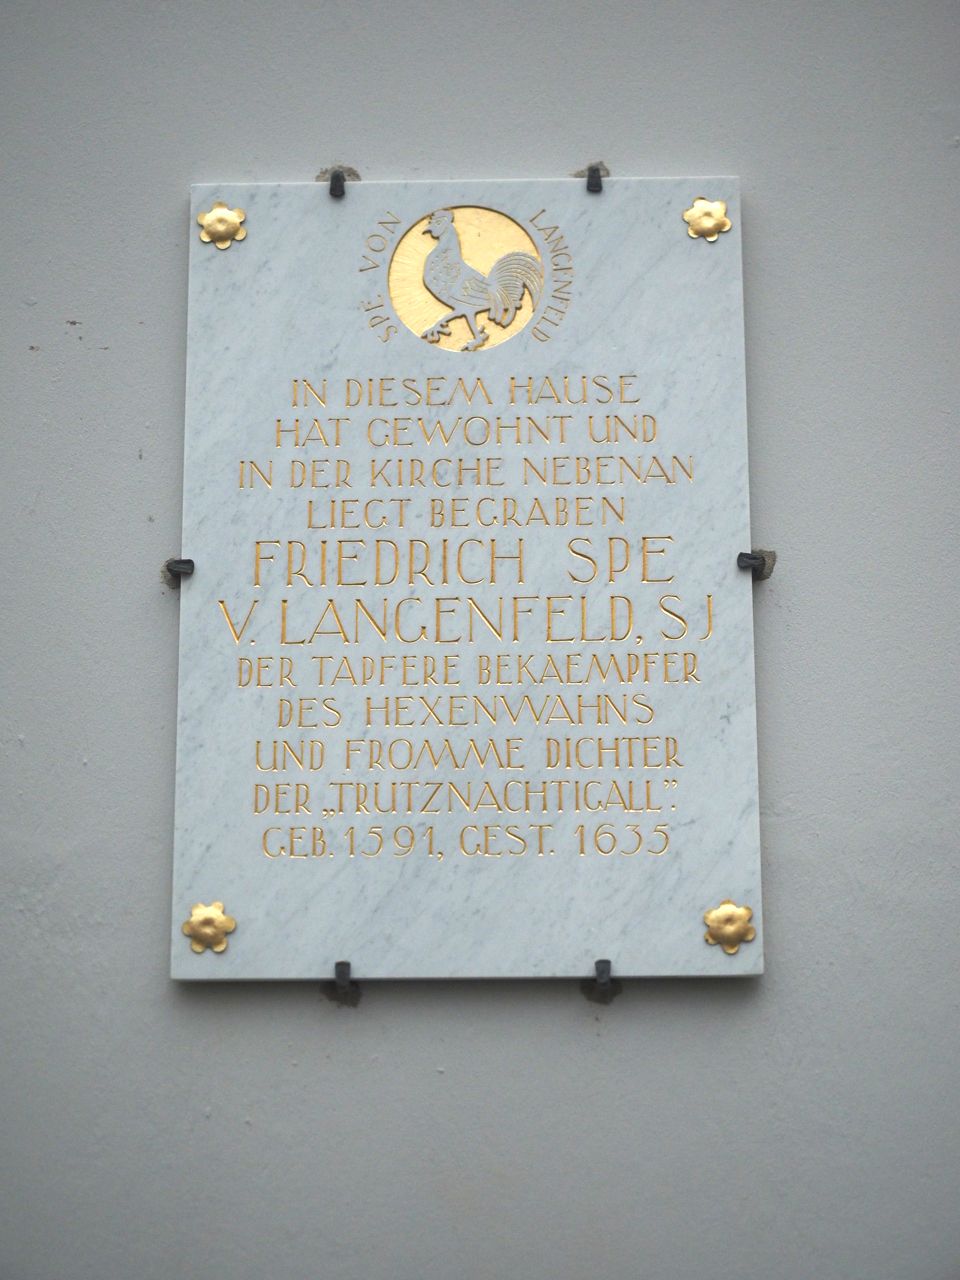 SPE VON LANGENFELD
IN DIESEM HAUSE
HAT GEWOHNT UND
IN DER KIRCHE NEBENAN
LIEGT BEGRABEN
FRIEDRICH SPE
V. LANGENFELD, SJ
DER TAPFERE BEKAEMPFER
DES HEXENWAHNS
UND FROMME DICHTER
DER „TRUTZNACHTIGALL”.
GEB. 1591, GEST. 1635